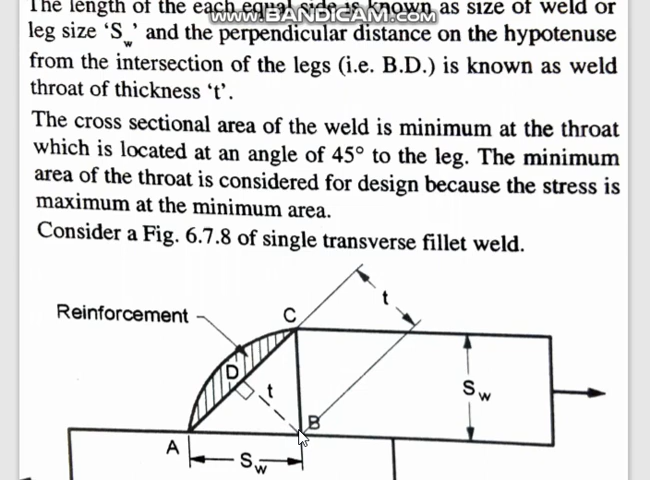 The length of the each equal side is known as size of weld or
www.BANDICAM.com
leg size ‘Sw’ and the perpendicular distance on the hypotenuse
from the intersection of the legs (i.e. B.D.) is known as weld
throat of thickness ‘t’.
The cross sectional area of the weld is minimum at the throat
which is located at an angle of 45° to the leg. The minimum
area of the throat is considered for design because the stress is
maximum at the minimum area.
Consider a Fig. 6.7.8 of single transverse fillet weld.
t
Reinforcement
C
D
t
Sw
B
A
Sw